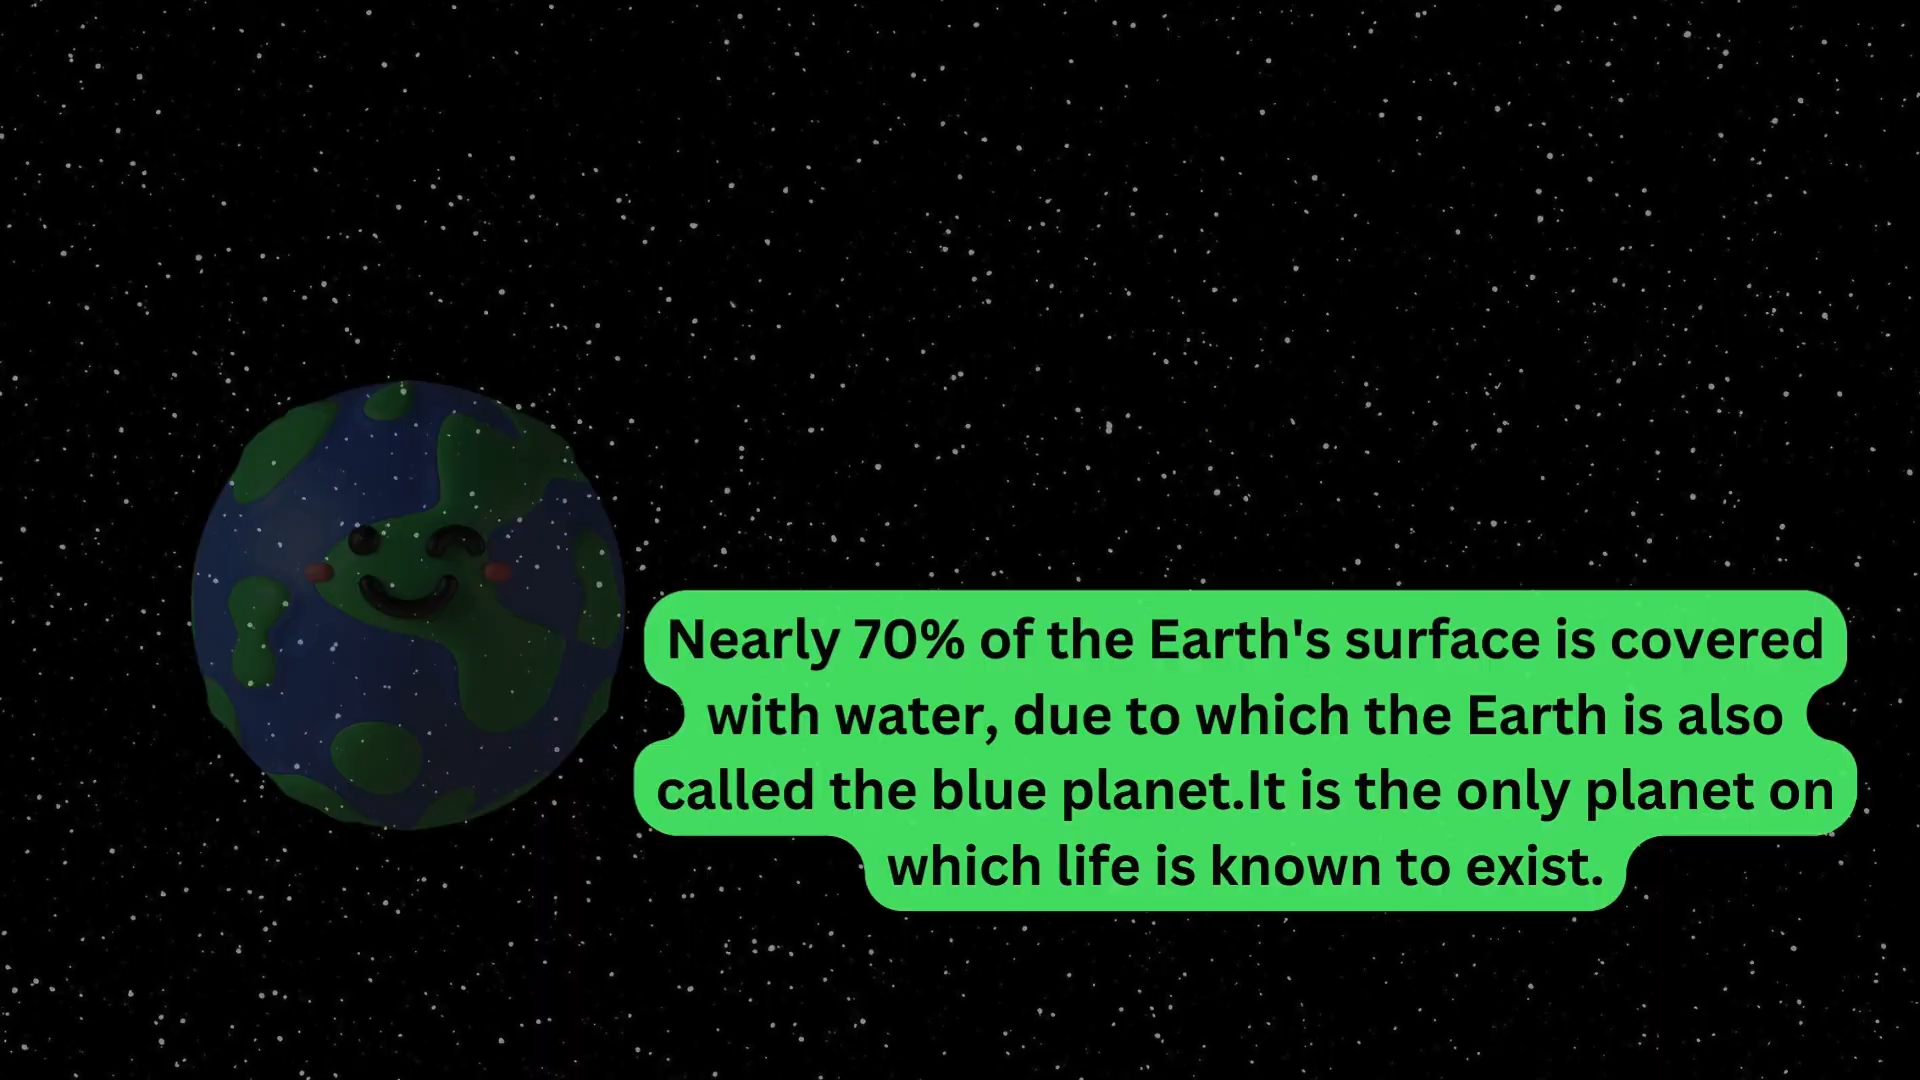 Nearly 70% of the Earth's surface is covered
with water, due to which the Earth is also
called the blue planet.It is the only planet on
which life is known to exist.